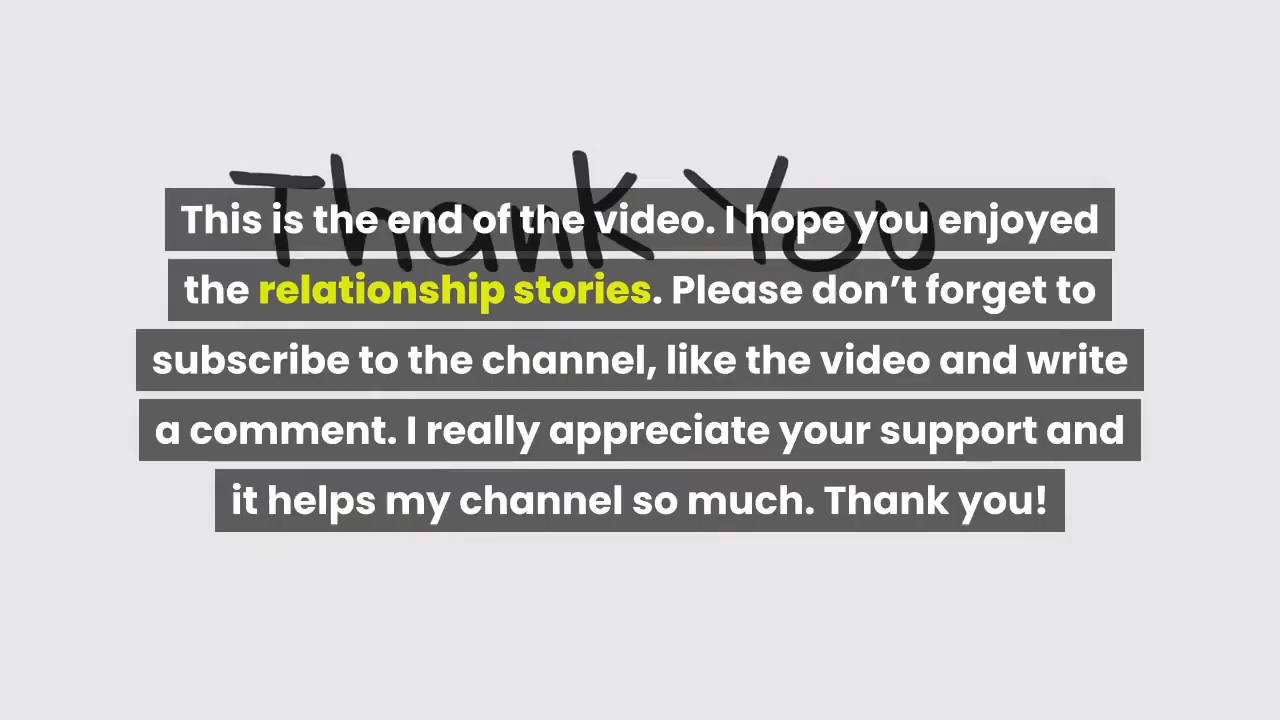 Thank You
This is the end of the video. I hope you enjoyed
the relationship stories. Please don’t forget to
subscribe to the channel, like the video and write
a comment. I really appreciate your support and
it helps my channel so much. Thank you!